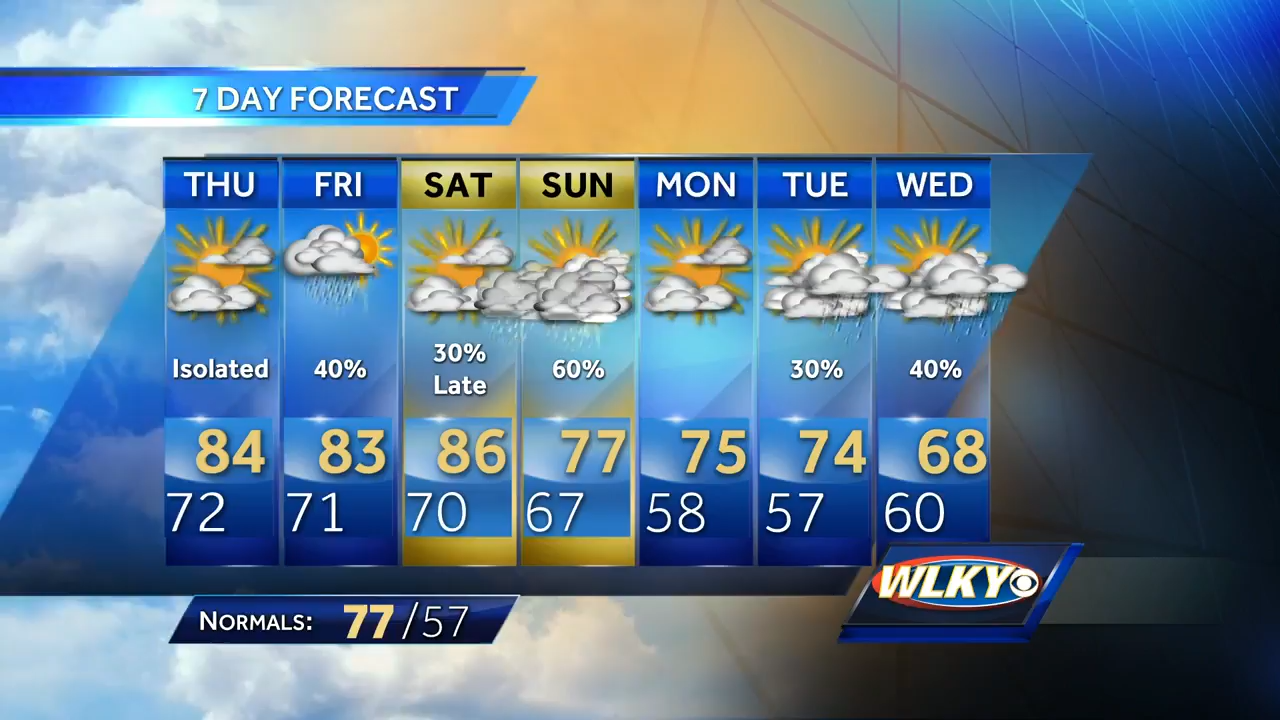 7 DAY FORECAST
THU FRI SAT SUN MON TUE WED
Isolated 40% 30% Late 60% 30% 40%
84 83 86 77 75 74 68
72 71 70 67 58 57 60
WLKY
NORMALS: 77/57